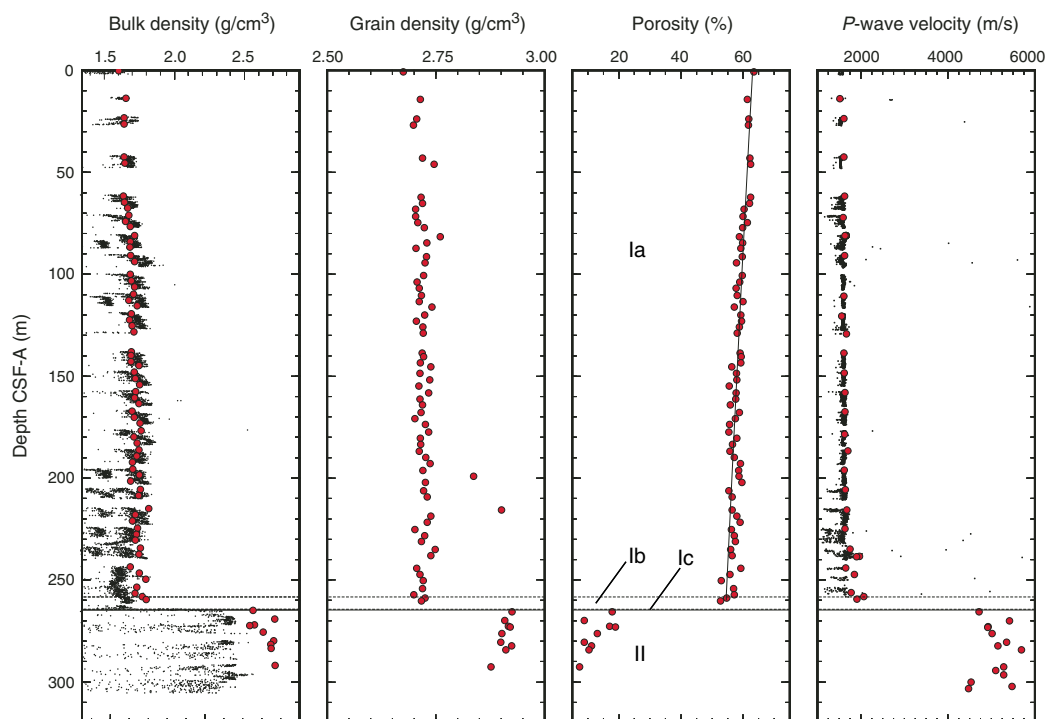 Bulk density (g/cm³)
Grain density (g/cm³)
Porosity (%)
P-wave velocity (m/s)
1.5 2.0 2.5
2.50 2.75 3.00
20 40 60
2000 4000 6000
0
50
100
150
200
250
300
Depth CSF-A (m)
Ia
Ib
Ic
II